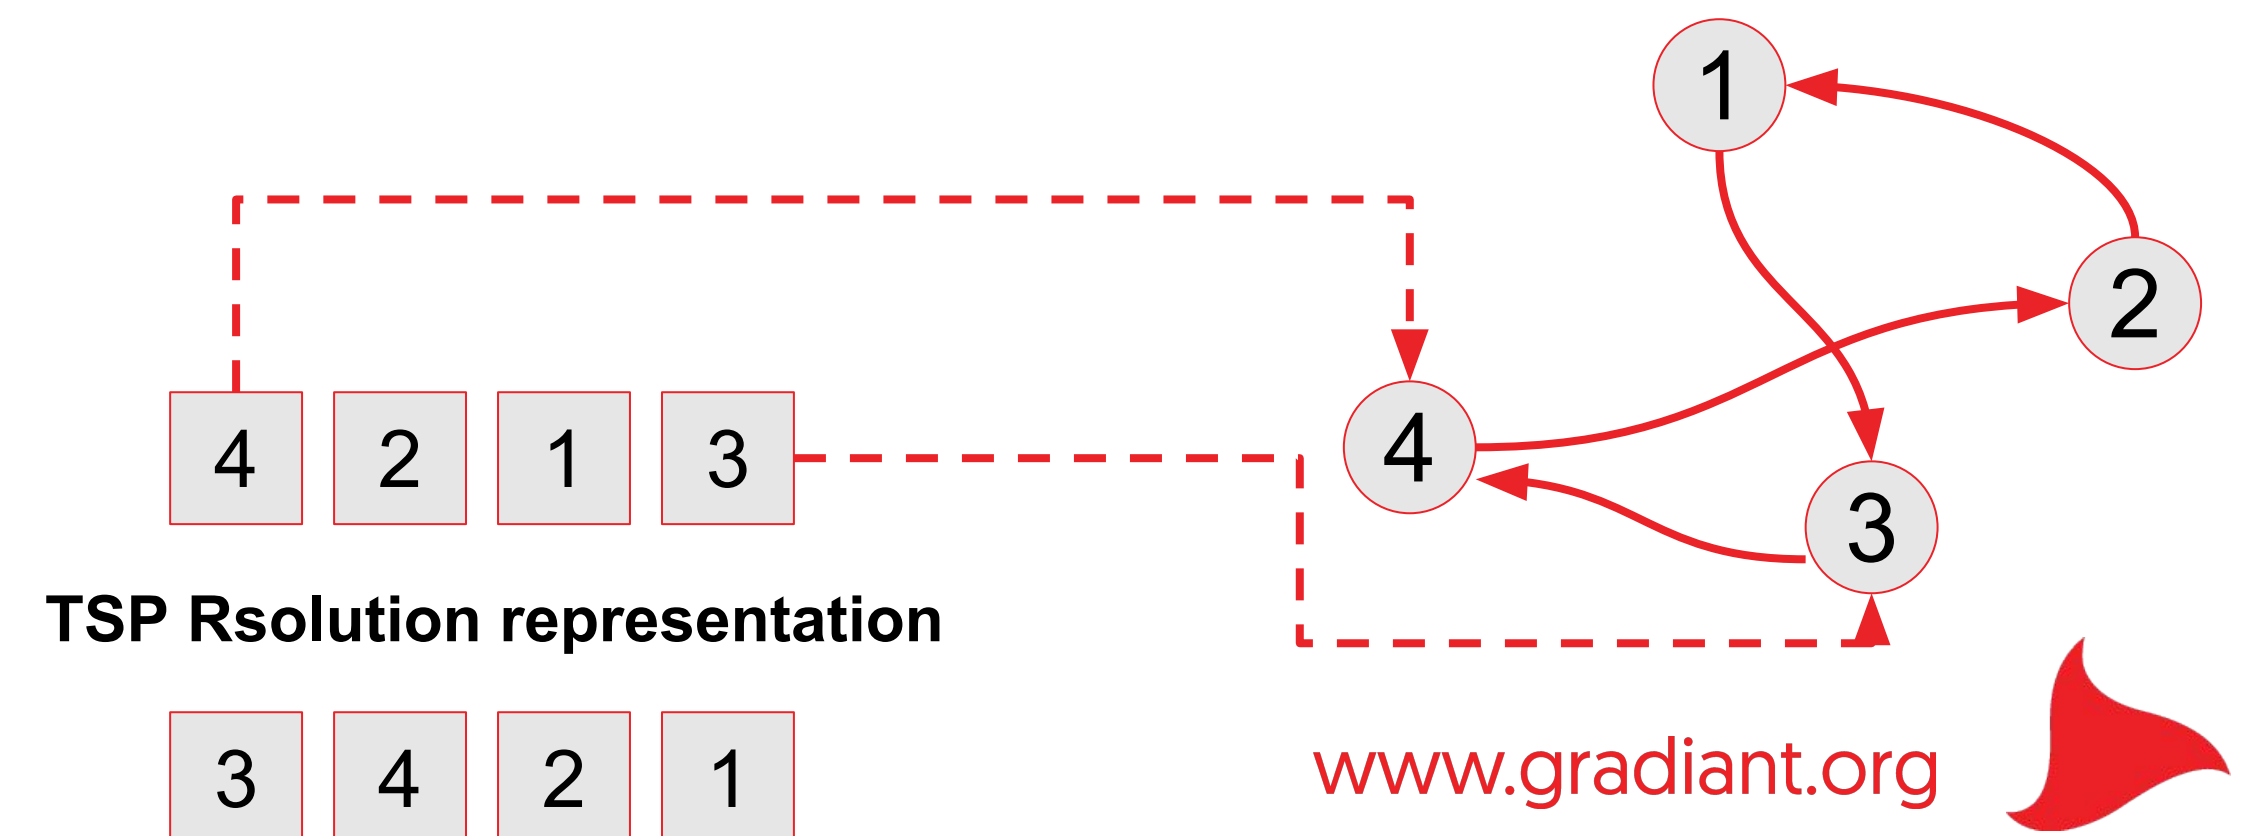 1
2
4 2 1 3
4
3
TSP Rsolution representation
3 4 2 1
www.gradiant.org